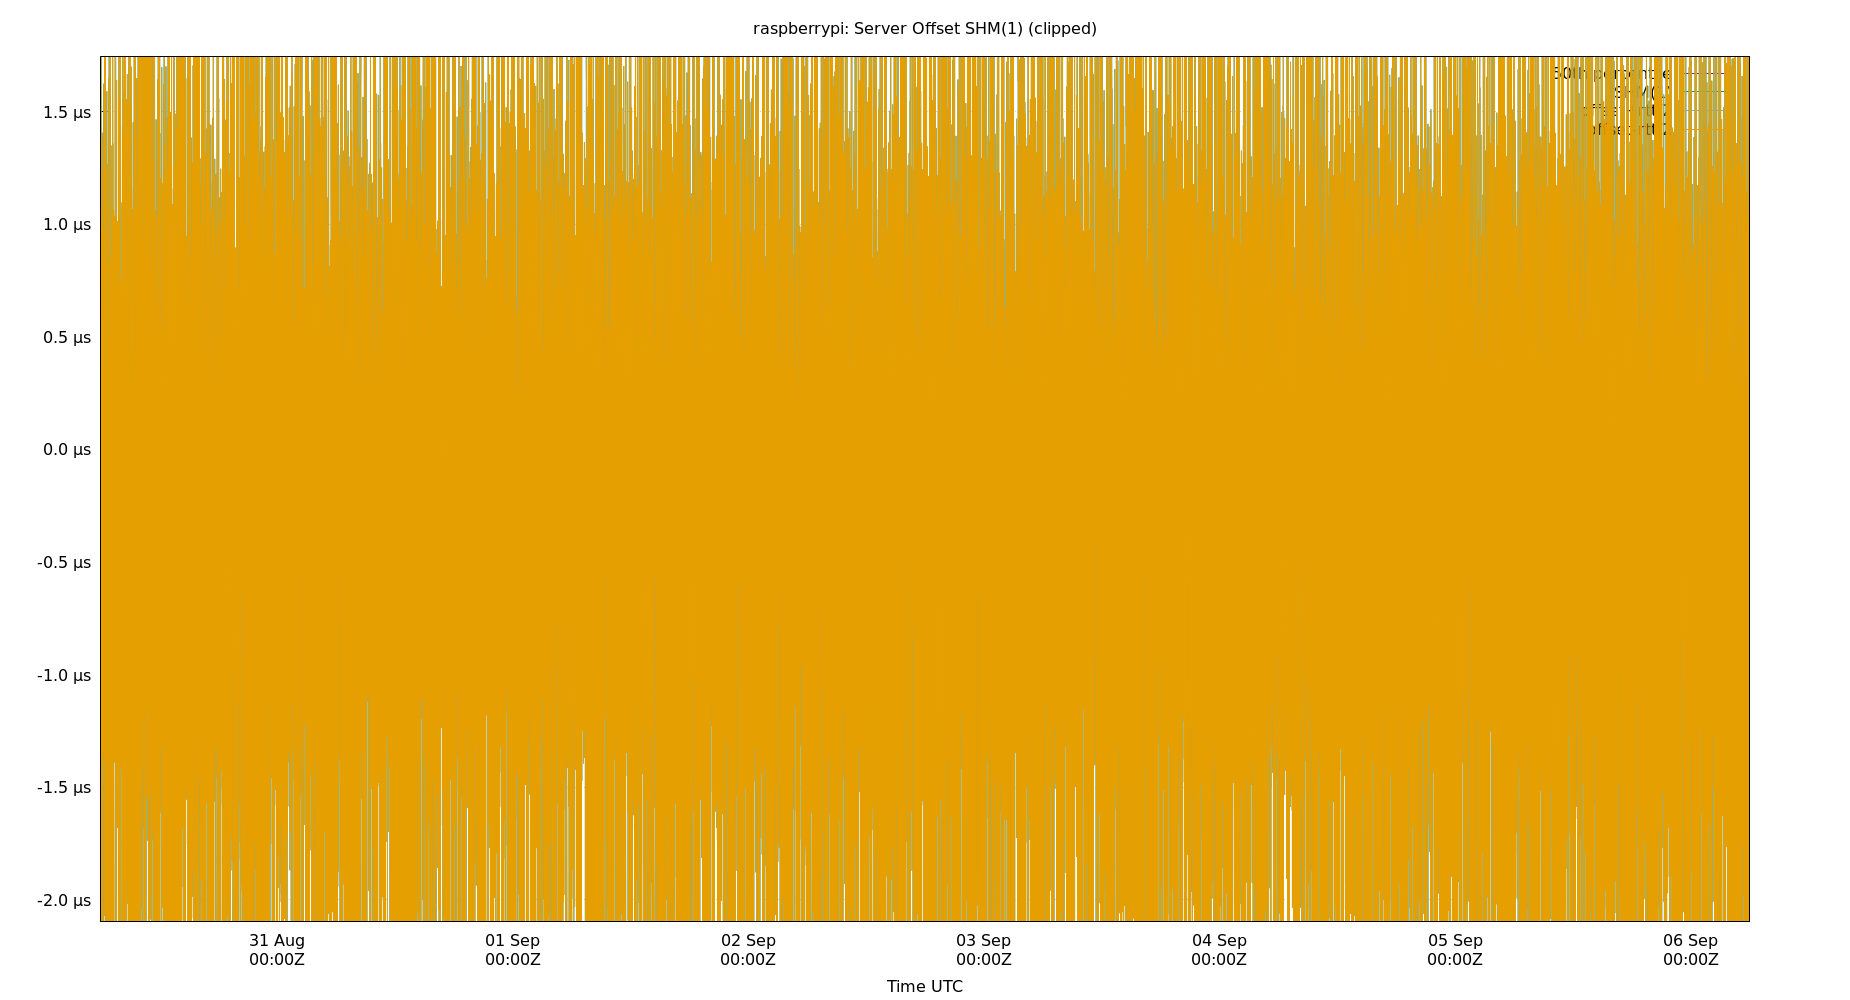 raspberrypi: Server Offset SHM(1) (clipped)
1.5 µs
1.0 µs
0.5 µs
0.0 µs
-0.5 µs
-1.0 µs
-1.5 µs
-2.0 µs
31 Aug 01 Sep 02 Sep 03 Sep 04 Sep 05 Sep 06 Sep
00:00Z 00:00Z 00:00Z 00:00Z 00:00Z 00:00Z 00:00Z
Time UTC